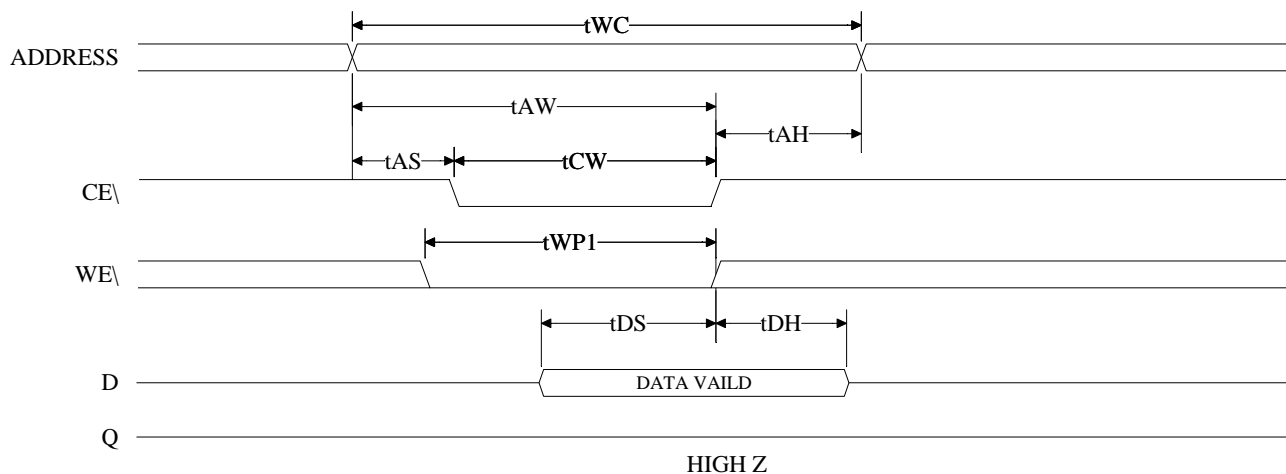 tWC
ADDRESS
tAW
tAH
tAS
tCW
CE\
tWP1
WE\
tDS
tDH
D
DATA VAILD
Q
HIGH Z